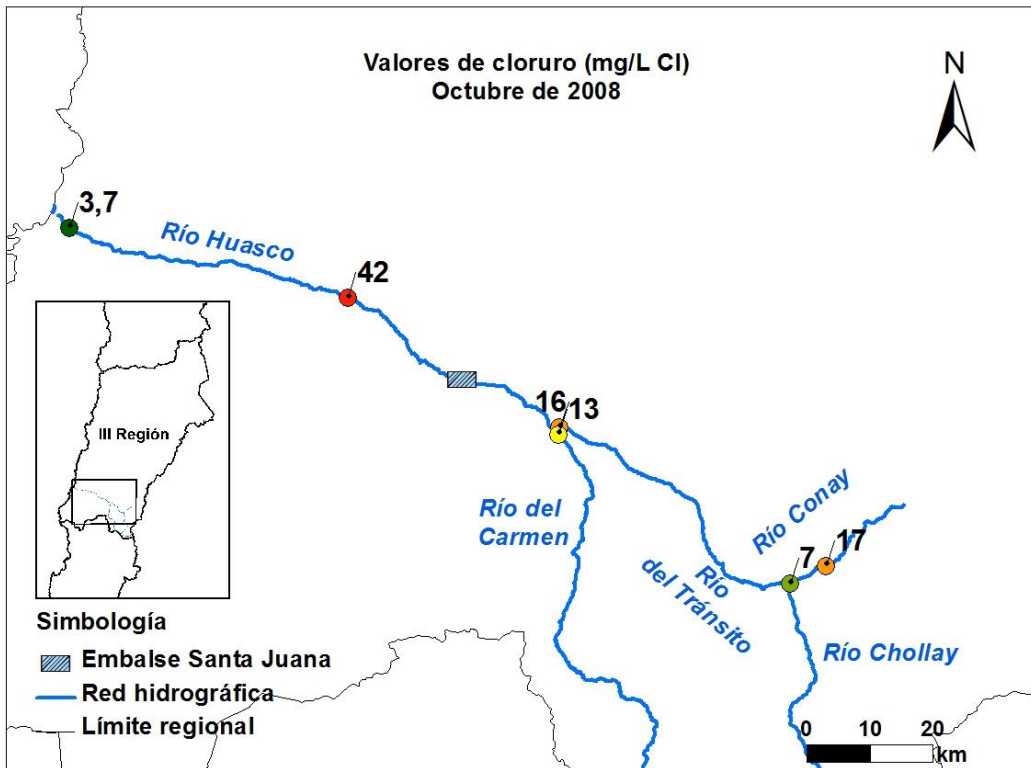 Valores de cloruro (mg/L Cl)
Octubre de 2008
N
3,7
Río Huasco
42
16
13
III Región
Río del
Carmen
Río Conay
17
7
Río
del Tránsito
Río Chollay
Simbología
Embalse Santa Juana
Red hidrográfica
Límite regional
0 10 20
km